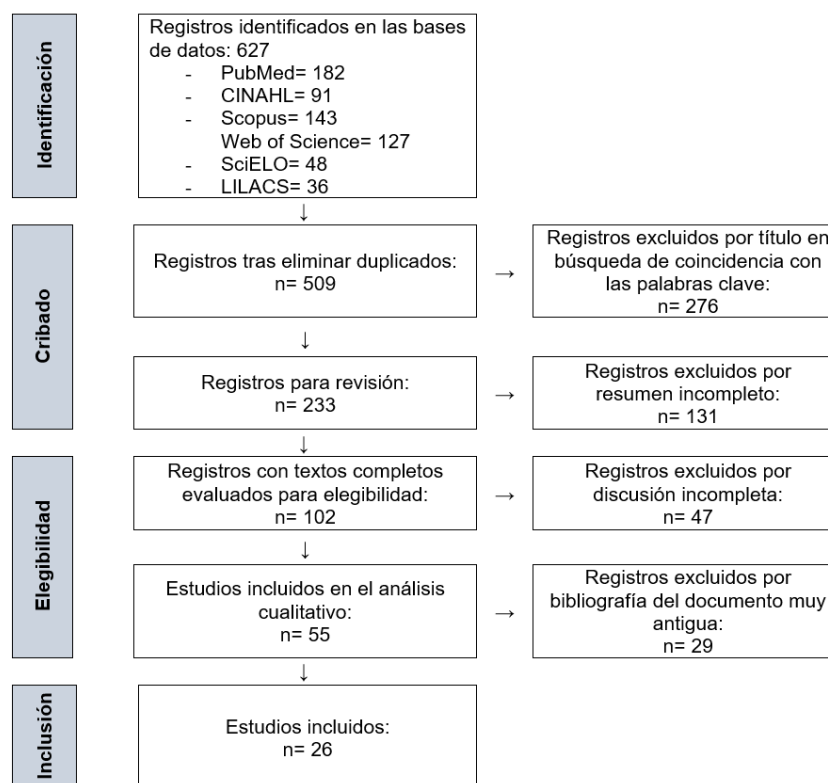 Identificación
Registros identificados en las bases
de datos: 627
- PubMed= 182
- CINAHL= 91
- Scopus= 143
Web of Science= 127
- SciELO= 48
- LILACS= 36
↓
Cribado
Registros tras eliminar duplicados:
n= 509
→
Registros excluidos por título en
búsqueda de coincidencia con
las palabras clave:
n= 276
↓
Registros para revisión:
n= 233
→
Registros excluidos por
resumen incompleto:
n= 131
↓
Elegibilidad
Registros con textos completos
evaluados para elegibilidad:
n= 102
→
Registros excluidos por
discusión incompleta:
n= 47
↓
Estudios incluidos en el análisis
cualitativo:
n= 55
→
Registros excluidos por
bibliografía del documento muy
antigua:
n= 29
↓
Inclusión
Estudios incluidos:
n= 26